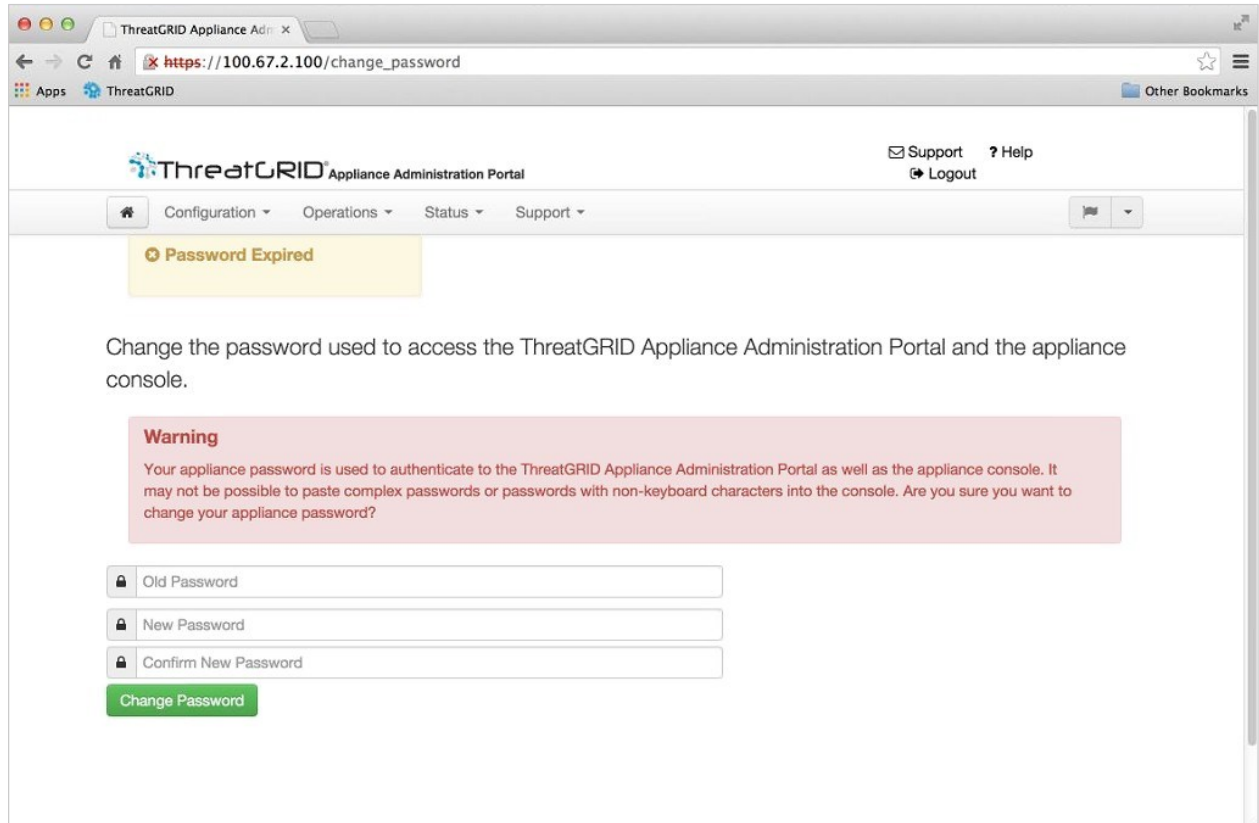 ThreatGRID Appliance Adm
https://100.67.2.100/change_password
Apps ThreatGRID Other Bookmarks
ThreatGRID® Appliance Administration Portal
Support ? Help
Logout
Configuration Operations Status Support
Password Expired
Change the password used to access the ThreatGRID Appliance Administration Portal and the appliance
console.
Warning
Your appliance password is used to authenticate to the ThreatGRID Appliance Administration Portal as well as the appliance console. It
may not be possible to paste complex passwords or passwords with non-keyboard characters into the console. Are you sure you want to
change your appliance password?
Old Password
New Password
Confirm New Password
Change Password